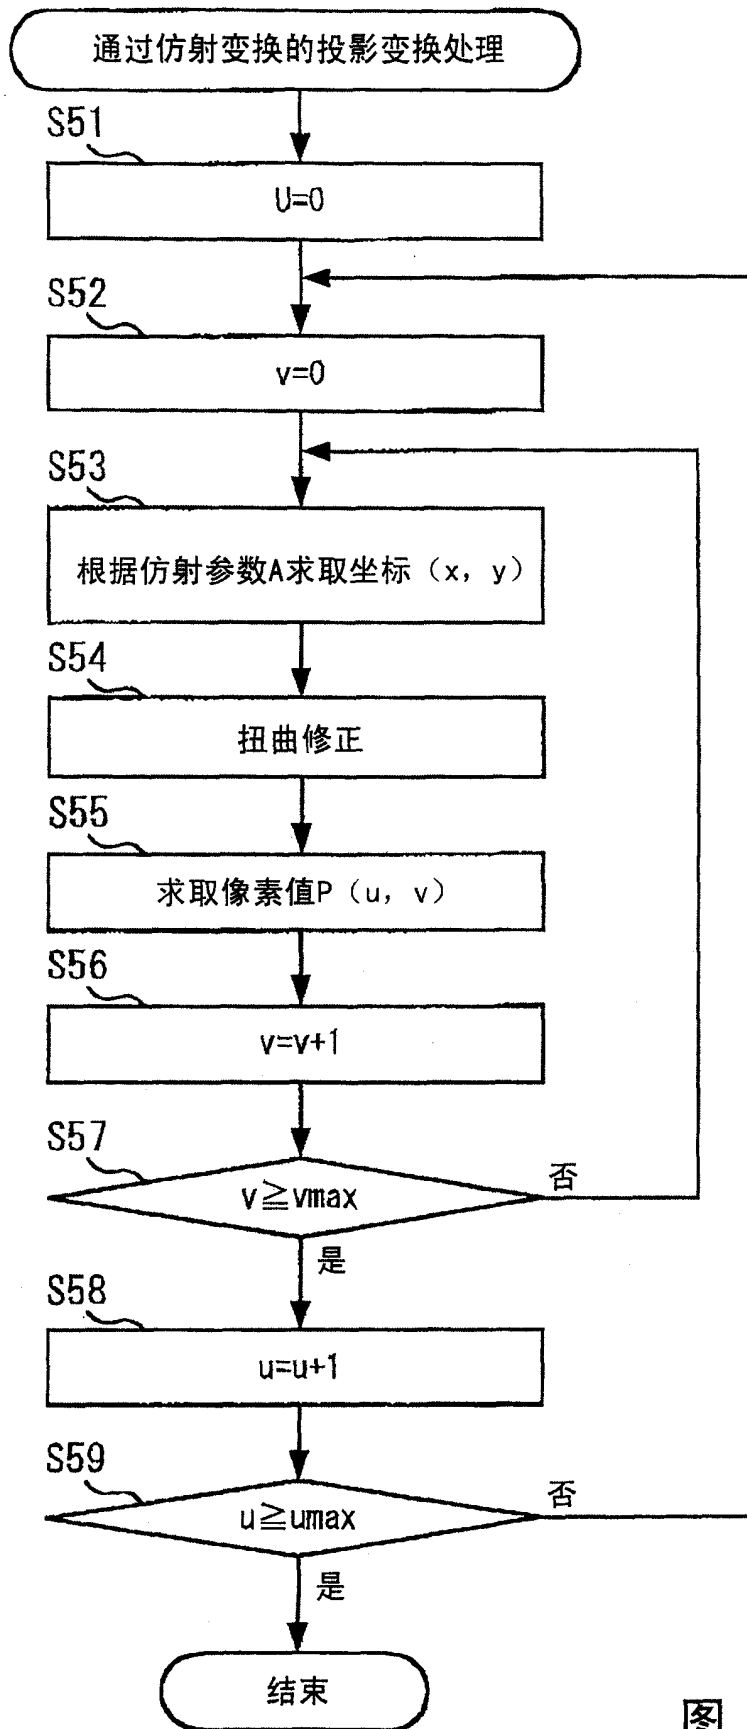 通过仿射变换的投影变换处理
S51
U=0
S52
v=0
S53
根据仿射参数A求取坐标（x，y）
S54
扭曲修正
S55
求取像素值P（u，v）
S56
v=v+1
S57
v≧vmax
否
是
S58
u=u+1
S59
u≧umax
否
是
结束
图